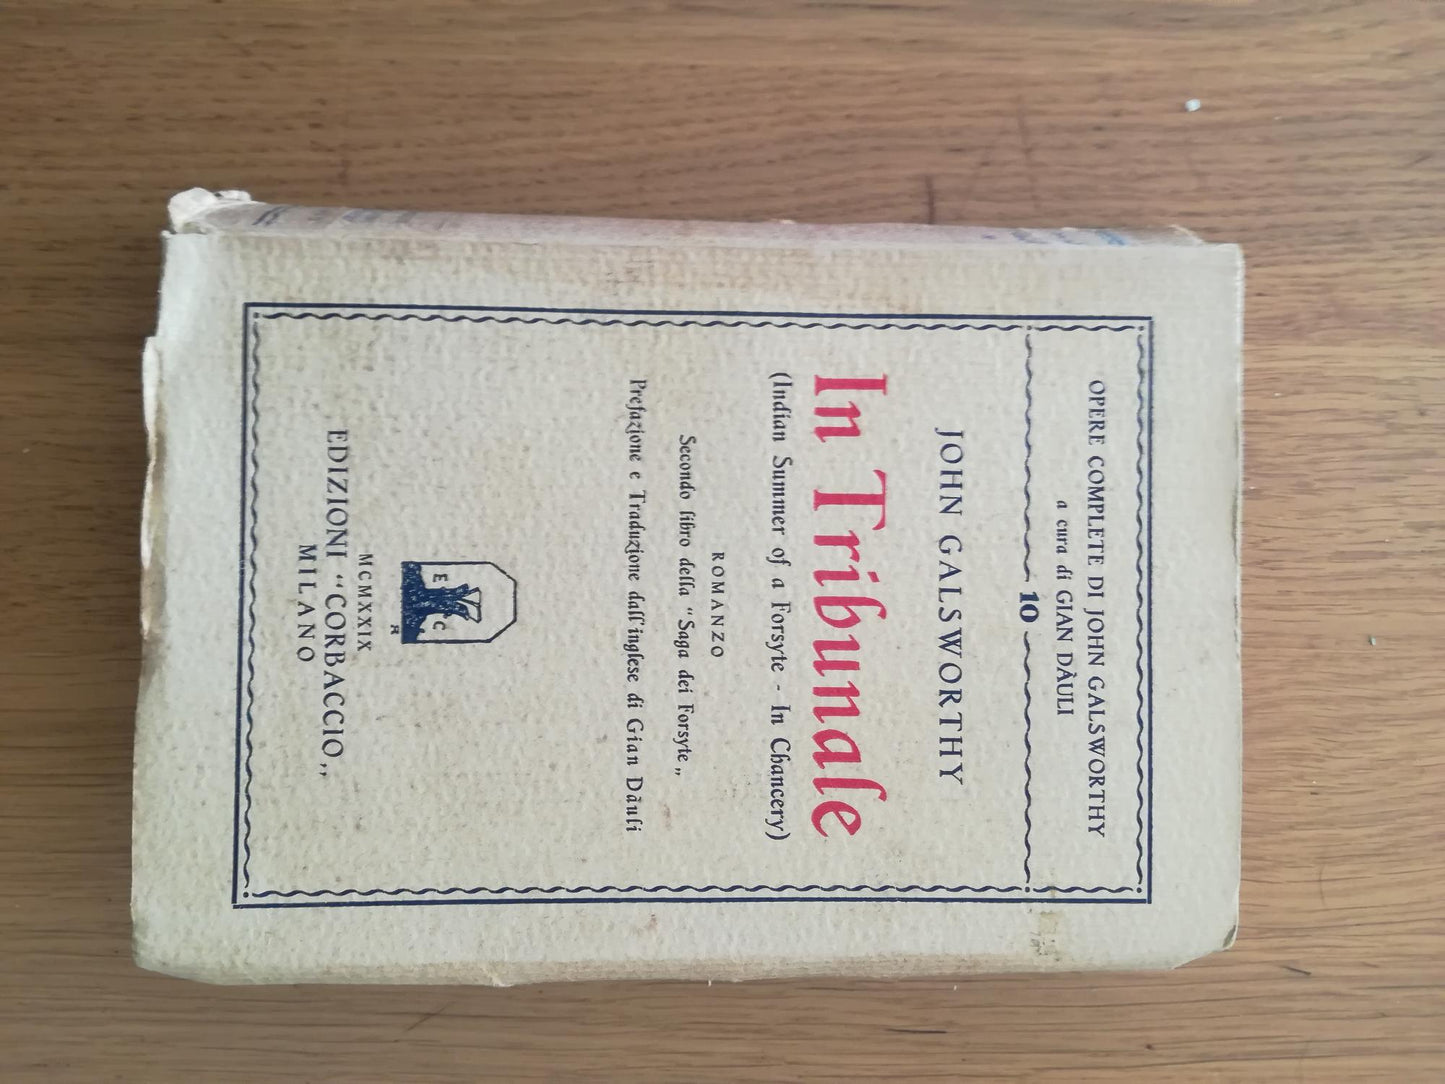 OPERE COMPLETE DI JOHN GALSWORTHY
a cura di GIAN DÀULI
10
JOHN GALSWORTHY
In Tribunale
(Indian Summer of a Forsyte - In Chancery)
ROMANZO
Secondo libro della "Saga dei Forsyte„
Prefazione e Traduzione dall'inglese di Gian Dàuli
E C
R
MCMXXIX
EDIZIONI "CORBACCIO„
MILANO